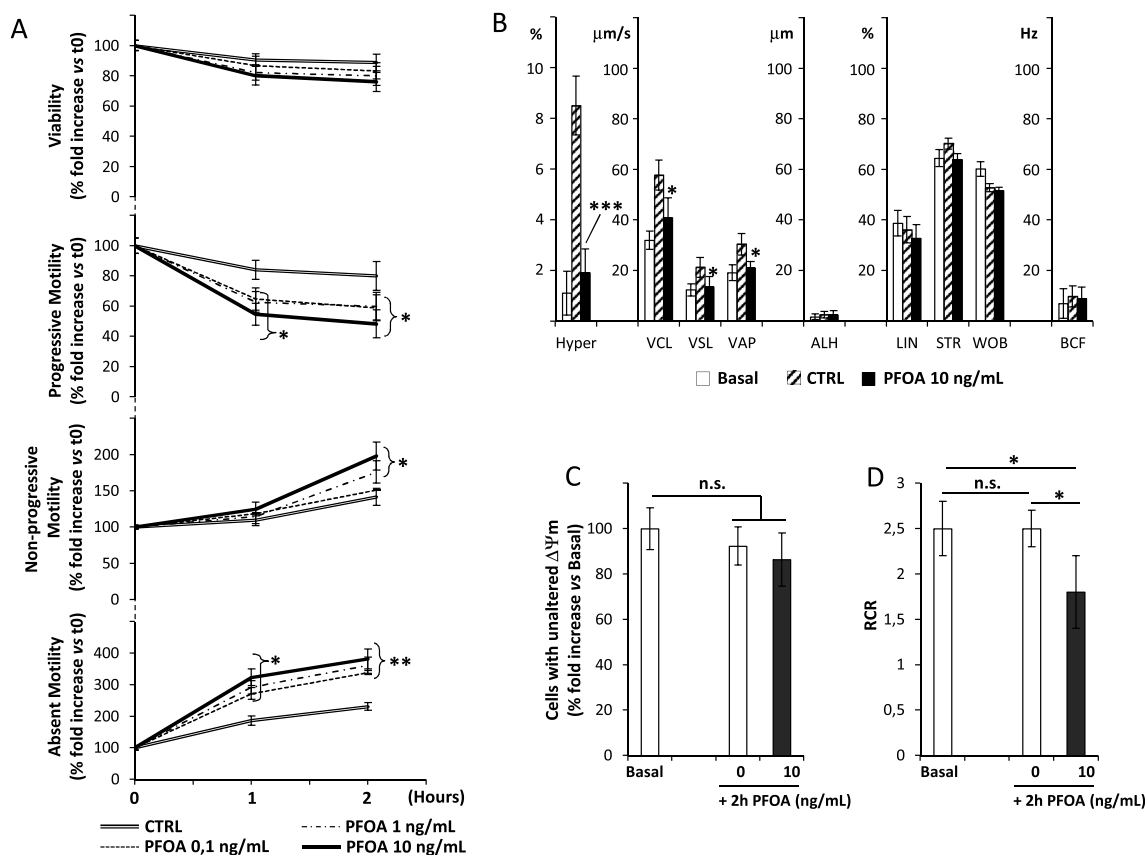 A
Viability
(% fold increase vs t0)
100
80
60
80
40
20
0
Progressive Motility
(% fold increase vs t0)
100
80
60
40
20
0
*
*
Non-progressive
Motility
(% fold increase vs t0)
200
150
100
50
0
*
Absent Motility
(% fold increase vs t0)
400
300
200
100
0
*
**
0 1 2 (Hours)
CTRL
PFOA 1 ng/mL
PFOA 0,1 ng/mL
PFOA 10 ng/mL
B
% μm/s μm % Hz
10 100 100 100 100
8 80 80 80 80
6 60 60 60 60
4 40 40 40 40
2 20 20 20 20
***
* * *
Hyper VCL VSL VAP ALH LIN STR WOB BCF
Basal CTRL PFOA 10 ng/mL
C
Cells with unaltered ΔΨm
(% fold increase vs Basal)
100
80
60
80
40
20
0
n.s.
Basal 0 10
+ 2h PFOA (ng/mL)
D
RCR
3
2,5
2
1,5
1
0,5
0
*
n.s. *
Basal 0 10
+ 2h PFOA (ng/mL)